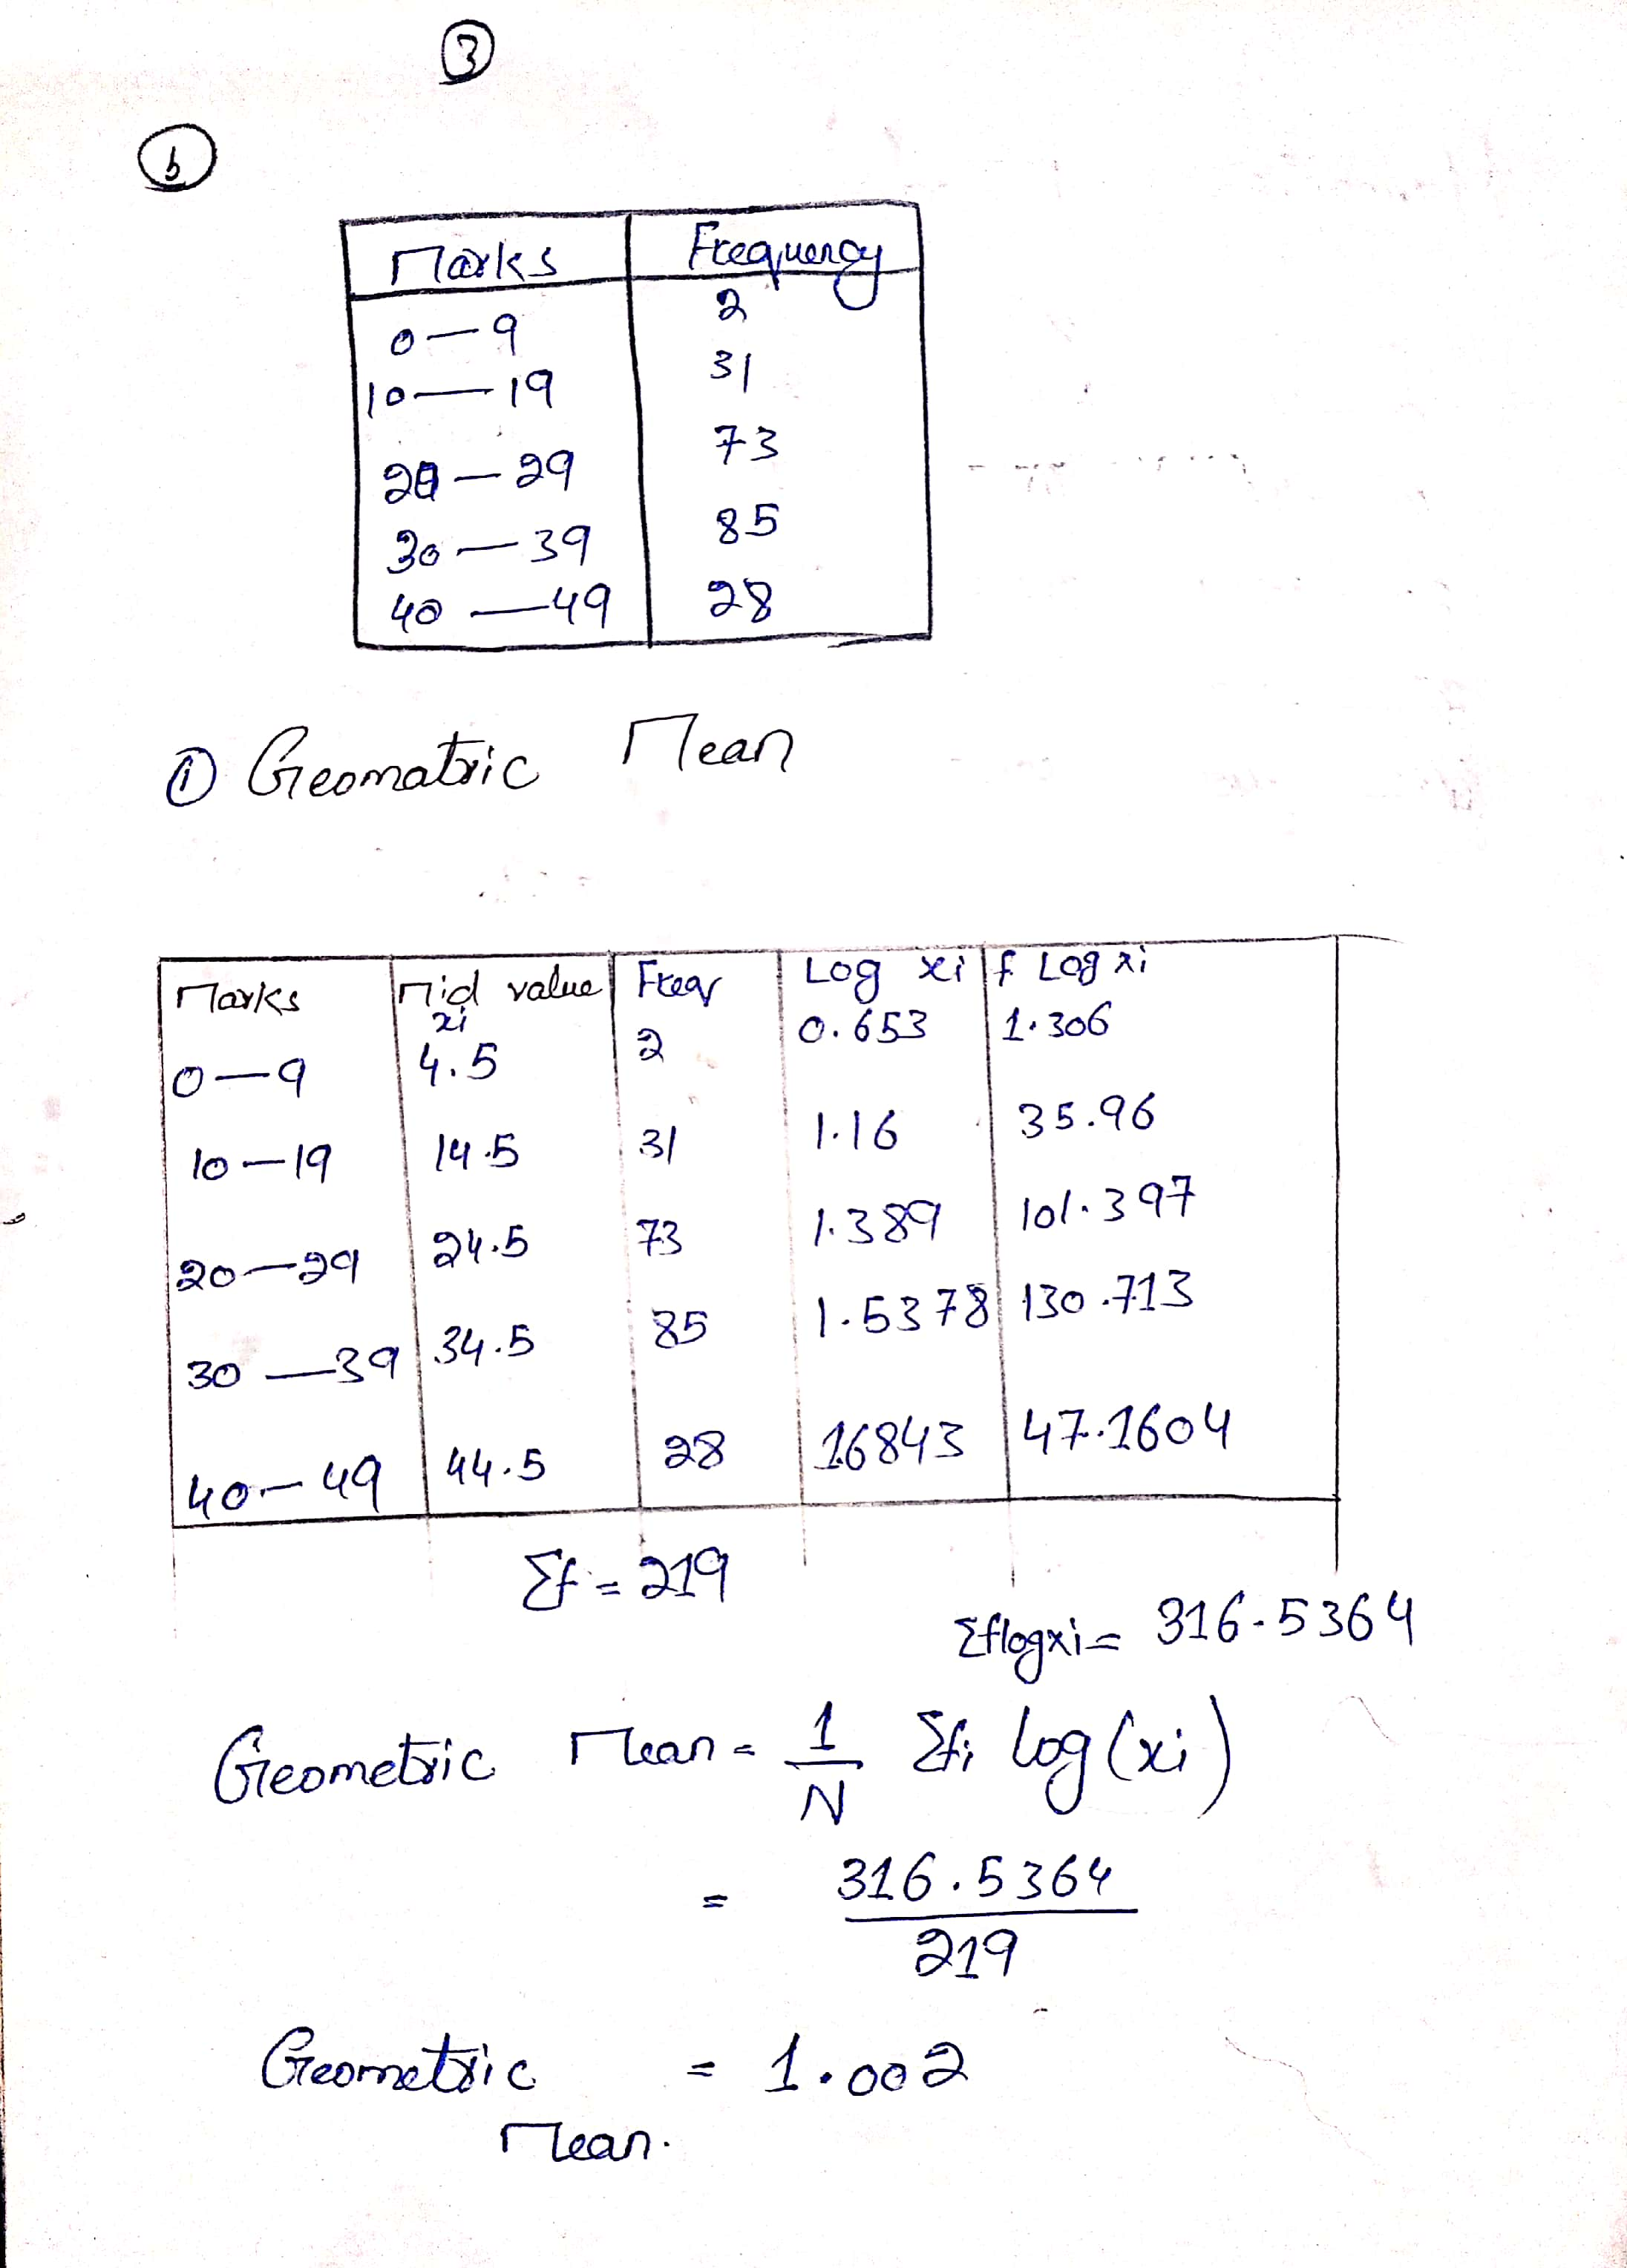 3
b
Marks Frequency
0—9 2
10—19 31
20—29 73
30—39 85
40—49 28
① Geomatric Mean
Marks Mid value xi Freq Log xi f Log xi
0—9 4.5 2 0.653 1.306
10—19 14.5 31 1.16 35.96
20—29 24.5 73 1.389 101.397
30—39 34.5 85 1.5378 130.713
40—49 44.5 28 1.6843 47.1604
Σf = 219
Σflogxi = 316.5364
Geometric Mean = 1/N Σfi log(xi)
= 316.5364/219
Geometric = 1.002
Mean.